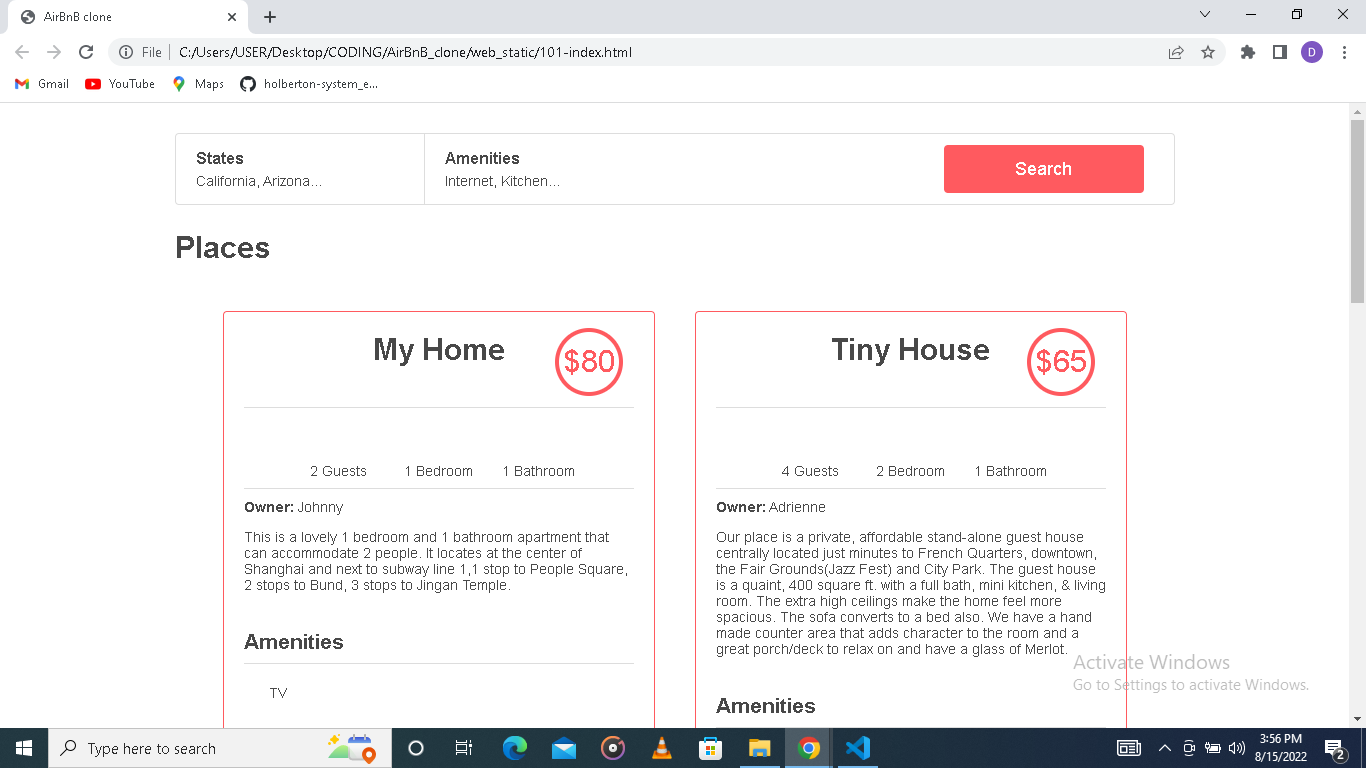 AirBnB clone
File
C:/Users/USER/Desktop/CODING/AirBnB_clone/web_static/101-index.html
D
Gmail
YouTube
Maps
holberton-system_e...
States
California, Arizona...
Amenities
Internet, Kitchen...
Search
Places
My Home
$80
2 Guests
1 Bedroom
1 Bathroom
Owner: Johnny
This is a lovely 1 bedroom and 1 bathroom apartment that
can accommodate 2 people. It locates at the center of
Shanghai and next to subway line 1,1 stop to People Square,
2 stops to Bund, 3 stops to Jingan Temple.
Amenities
TV
Tiny House
$65
4 Guests
2 Bedroom
1 Bathroom
Owner: Adrienne
Our place is a private, affordable stand-alone guest house
centrally located just minutes to French Quarters, downtown,
the Fair Grounds(Jazz Fest) and City Park. The guest house
is a quaint, 400 square ft. with a full bath, mini kitchen, & living
room. The extra high ceilings make the home feel more
spacious. The sofa converts to a bed also. We have a hand
made counter area that adds character to the room and a
great porch/deck to relax on and have a glass of Merlot.
Amenities
Activate Windows
Go to Settings to activate Windows.
Type here to search
3:56 PM
8/15/2022
2